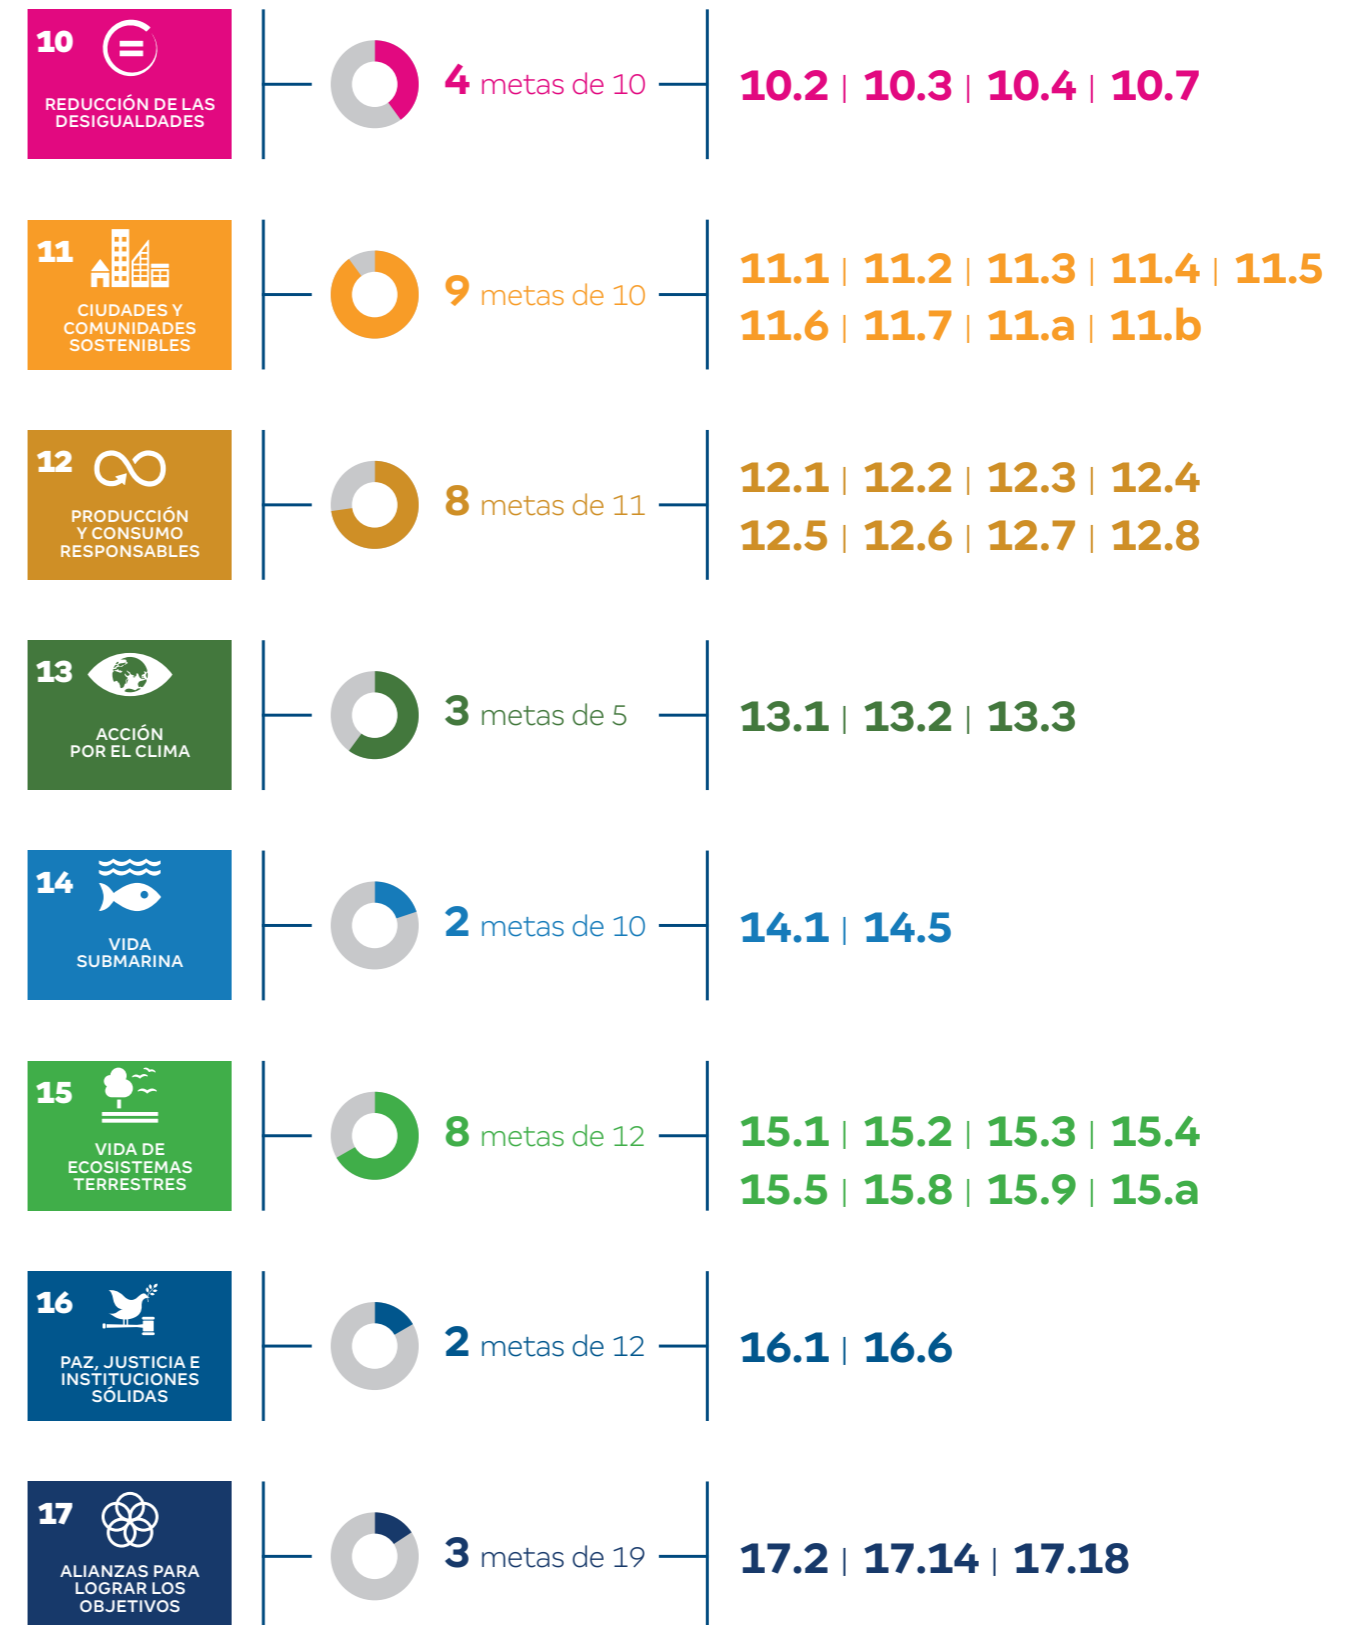 10
REDUCCIÓN DE LAS
DESIGUALDADES
4 metas de 10
10.2 | 10.3 | 10.4 | 10.7
11
CIUDADES Y
COMUNIDADES
SOSTENIBLES
9 metas de 10
11.1 | 11.2 | 11.3 | 11.4 | 11.5
11.6 | 11.7 | 11.a | 11.b
12
PRODUCCIÓN
Y CONSUMO
RESPONSABLES
8 metas de 11
12.1 | 12.2 | 12.3 | 12.4
12.5 | 12.6 | 12.7 | 12.8
13
ACCIÓN
POR EL CLIMA
3 metas de 5
13.1 | 13.2 | 13.3
14
VIDA
SUBMARINA
2 metas de 10
14.1 | 14.5
15
VIDA DE
ECOSISTEMAS
TERRESTRES
8 metas de 12
15.1 | 15.2 | 15.3 | 15.4
15.5 | 15.8 | 15.9 | 15.a
16
PAZ, JUSTICIA E
INSTITUCIONES
SÓLIDAS
2 metas de 12
16.1 | 16.6
17
ALIANZAS PARA
LOGRAR LOS
OBJETIVOS
3 metas de 19
17.2 | 17.14 | 17.18